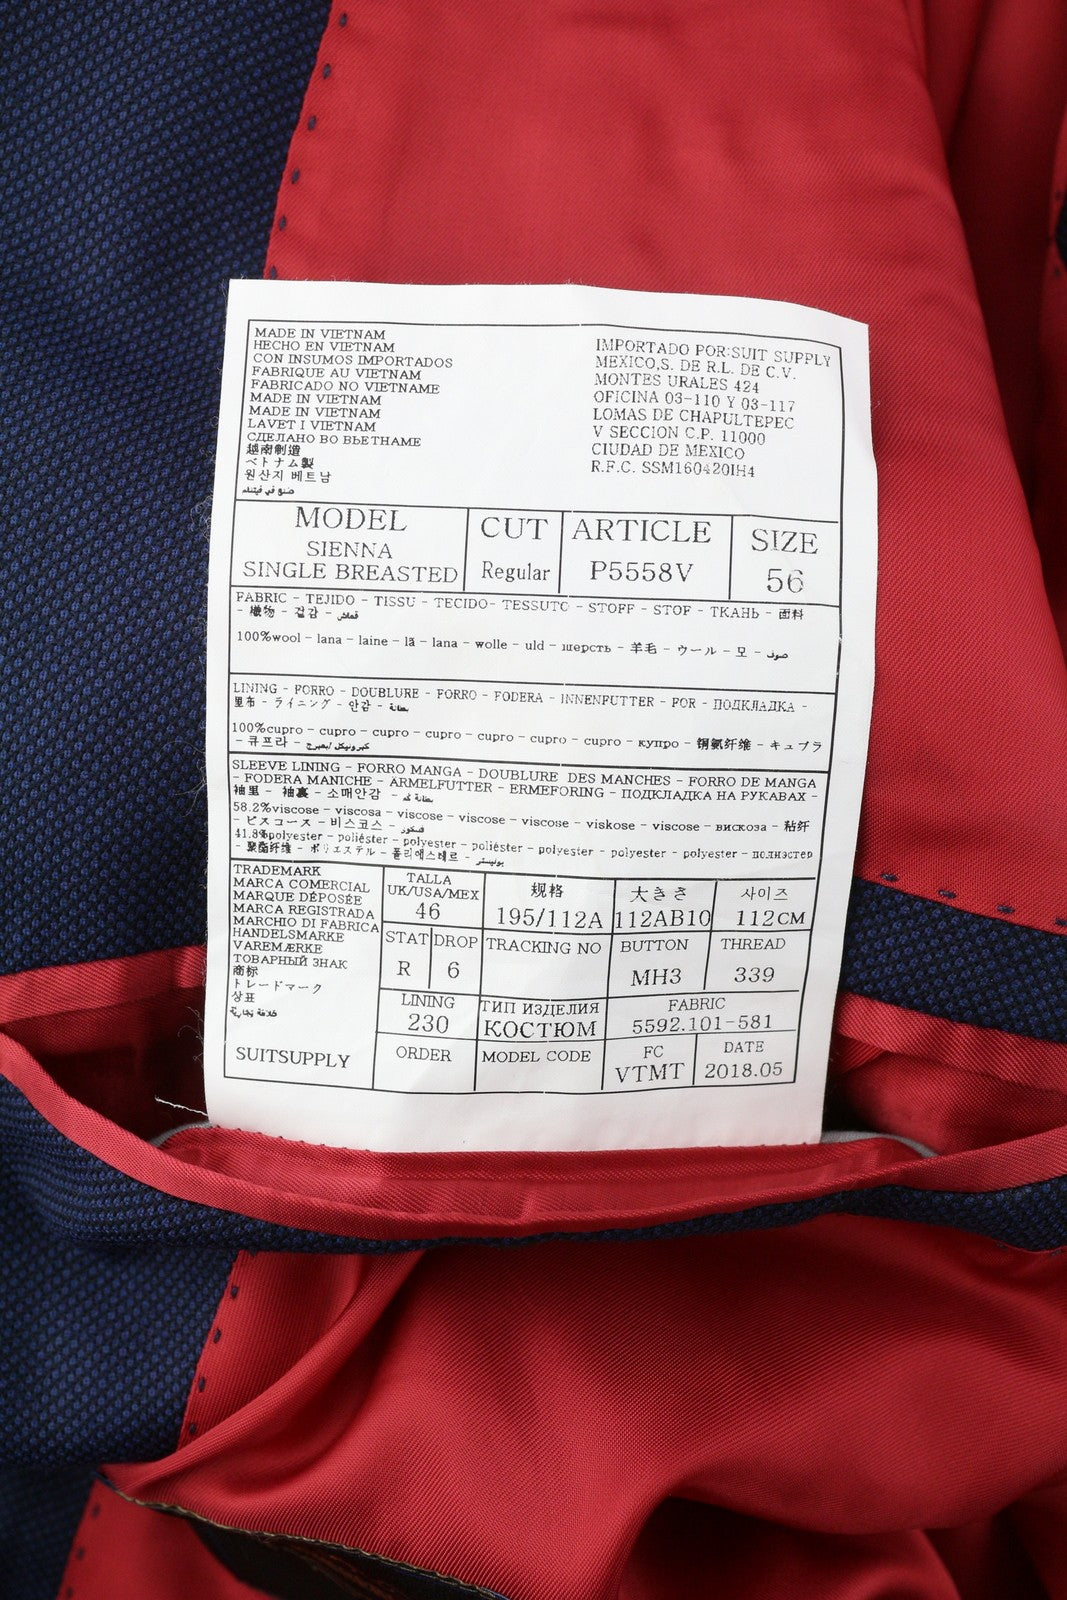 MADE IN VIETNAM
HECHO EN VIETNAM
CON INSUMOS IMPORTADOS
FABRIQUE AU VIETNAM
FABRICADO NO VIETNAME
MADE IN VIETNAM
MADE IN VIETNAM
LAVET I VIETNAM
СДЕЛАНО ВО ВЬЕТНАМЕ
越南制造
ベトナム製
원산지 베트남
صنع في فيتنام
IMPORTADO POR:SUIT SUPPLY
MEXICO,S. DE R.L. DE C.V.
MONTES URALES 424
OFICINA 03-110 Y 03-117
LOMAS DE CHAPULTEPEC
V SECCION C.P. 11000
CIUDAD DE MEXICO
R.F.C. SSM160420IH4
MODEL
SIENNA
SINGLE BREASTED
CUT
Regular
ARTICLE
P5558V
SIZE
56
FABRIC - TEJIDO - TISSU - TECIDO- TESSUTO - STOFF - STOF - ТКАНЬ - 面料
- 織物 - 겉감 - قماش
100%wool - lana - laine - lã - lana - wolle - uld - шерсть - 羊毛 - ウール - 모 - صوف
LINING - FORRO - DOUBLURE - FORRO - FODERA - INNENFUTTER - FOR - ПОДКЛАДКА -
里布 - ライニング - 안감 - بطانة
100%cupro - cupro - cupro - cupro - cupro - cupro - cupro - купро - 铜氨纤维 - キュプラ
- 큐프라 -
SLEEVE LINING - FORRO MANGA - DOUBLURE DES MANCHES - FORRO DE MANGA
- FODERA MANICHE - ÄRMELFUTTER - ERMEFORING - ПОДКЛАДКА НА РУКАВАХ -
袖里 - 袖裏 - 소매안감 - بطانة كم
58.2%viscose - viscosa - viscose - viscose - viscose - viskose - viscose - вискоза - 粘纤
- ビスコース - 비스코스 - فسكوز
41.8%polyester - poliéster - polyester - poliéster - polyester - polyester - polyester - полиэстер
- 聚酯纤维 - ポリエステル - 폴리에스테르 - بوليستر
TRADEMARK
MARCA COMERCIAL
MARQUE DÉPOSÉE
MARCA REGISTRADA
MARCHIO DI FABRICA
HANDELSMARKE
VAREMÆRKE
ТОВАРНЫЙ ЗНАК
商标
トレードマーク
상표
علامة تجارية
SUITSUPPLY
TALLA
UK/USA/MEX
46
规格
195/112A
大きさ
112AB10
사이즈
112CM
STAT
R
DROP
6
TRACKING NO
BUTTON
MH3
THREAD
339
LINING
230
ТИП ИЗДЕЛИЯ
КОСТЮМ
FABRIC
5592.101-581
ORDER
MODEL CODE
FC
VTMT
DATE
2018.05